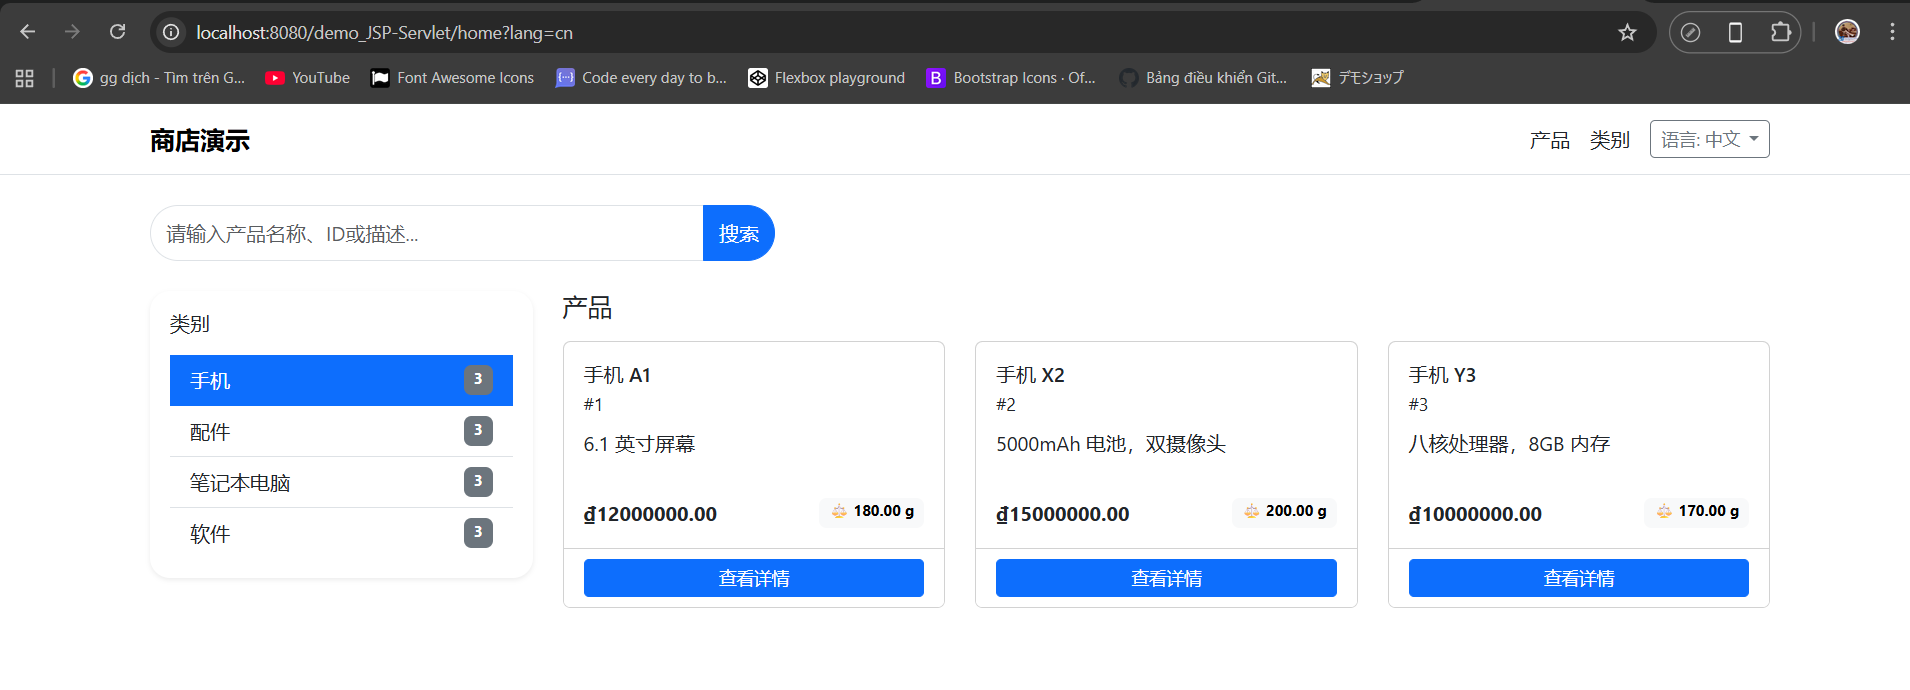 localhost:8080/demo_JSP-Servlet/home?lang=cn
gg dịch - Tìm trên G... YouTube Font Awesome Icons Code every day to b... Flexbox playground Bootstrap Icons · Of... Bảng điều khiển Git... デモショップ
商店演示
产品 类别 语言: 中文
请输入产品名称、ID或描述...
搜索
类别
手机 3
配件 3
笔记本电脑 3
软件 3
产品
手机 A1
#1
6.1 英寸屏幕
₫12000000.00 180.00 g
查看详情
手机 X2
#2
5000mAh 电池，双摄像头
₫15000000.00 200.00 g
查看详情
手机 Y3
#3
八核处理器，8GB 内存
₫10000000.00 170.00 g
查看详情